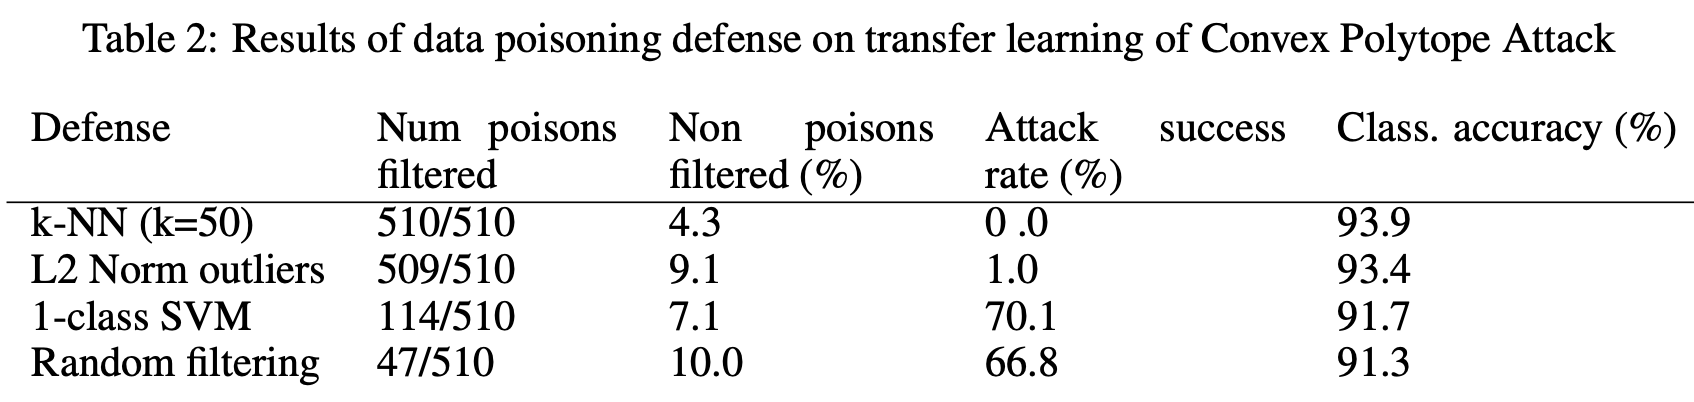 Table 2: Results of data poisoning defense on transfer learning of Convex Polytope Attack
Defense Num poisons filtered Non poisons filtered (%) Attack success rate (%) Class. accuracy (%)
k-NN (k=50) 510/510 4.3 0 .0 93.9
L2 Norm outliers 509/510 9.1 1.0 93.4
1-class SVM 114/510 7.1 70.1 91.7
Random filtering 47/510 10.0 66.8 91.3